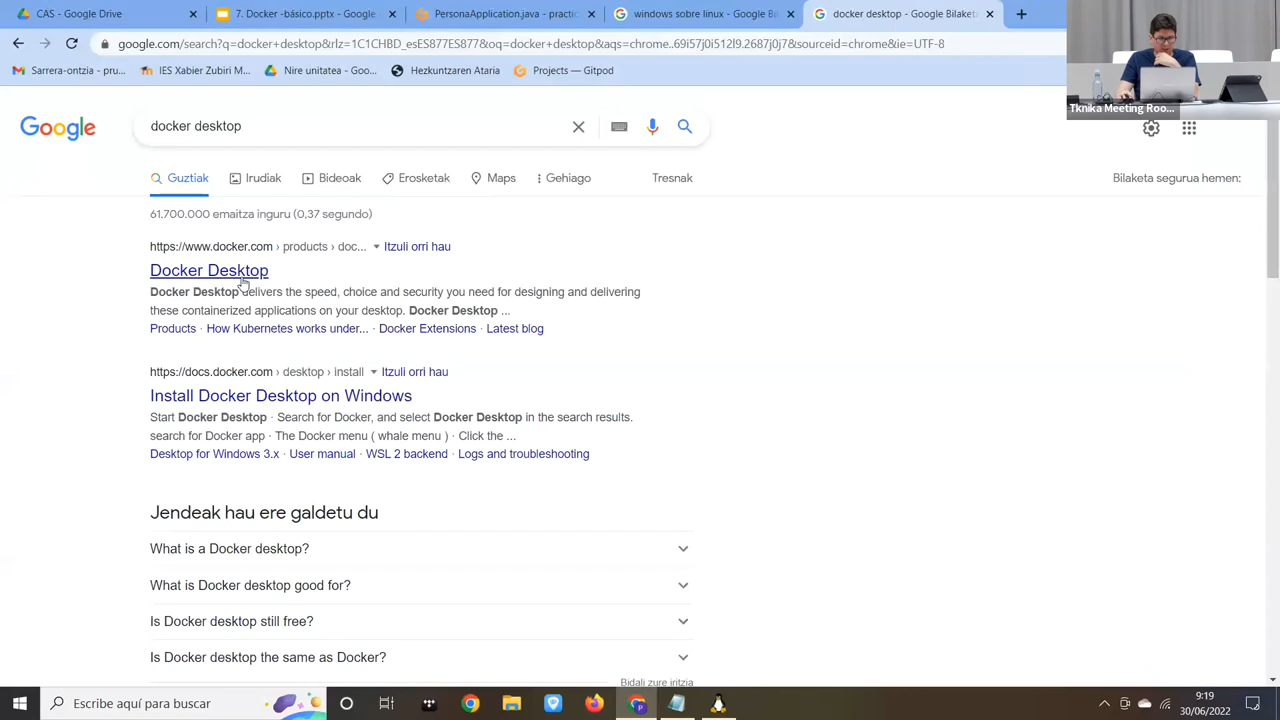 CAS
7. Docker
PersonaApplication.java - practic
windows subsystem for linux
docker desktop - Google Bilaketa
google.com/search?q=docker+desktop&rlz=1C1CHBD_esES877ES877&oq=docker+desktop&aqs=chrome..69i57j0i512l9.2687j0j7&sourceid=chrome&ie=UTF-8
Sarrera-ontzia - pru...
IES Xabier Zubiri M...
Nire unitatea - Goo...
Hezkuntzaren Ataria
Projects — Gitpod
Tknika Meeting Roo...
Google
docker desktop
Guztiak
Irudiak
Bideoak
Erosketak
Maps
Gehiago
Tresnak
Bilaketa segurua hemen:
61.700.000 emaitza inguru (0,37 segundo)
https://www.docker.com › products › doc... Itzuli orri hau
Docker Desktop
Docker Desktop delivers the speed, choice and security you need for designing and delivering
these containerized applications on your desktop. Docker Desktop ...
Products · How Kubernetes works under... · Docker Extensions · Latest blog
https://docs.docker.com › desktop › install Itzuli orri hau
Install Docker Desktop on Windows
Start Docker Desktop · Search for Docker, and select Docker Desktop in the search results.
search for Docker app · The Docker menu ( whale menu ) · Click the ...
Desktop for Windows 3.x · User manual · WSL 2 backend · Logs and troubleshooting
Jendeak hau ere galdetu du
What is a Docker desktop?
What is Docker desktop good for?
Is Docker desktop still free?
Is Docker desktop the same as Docker?
Bidali zure iritzia
Escribe aquí para buscar
9:19
30/06/2022